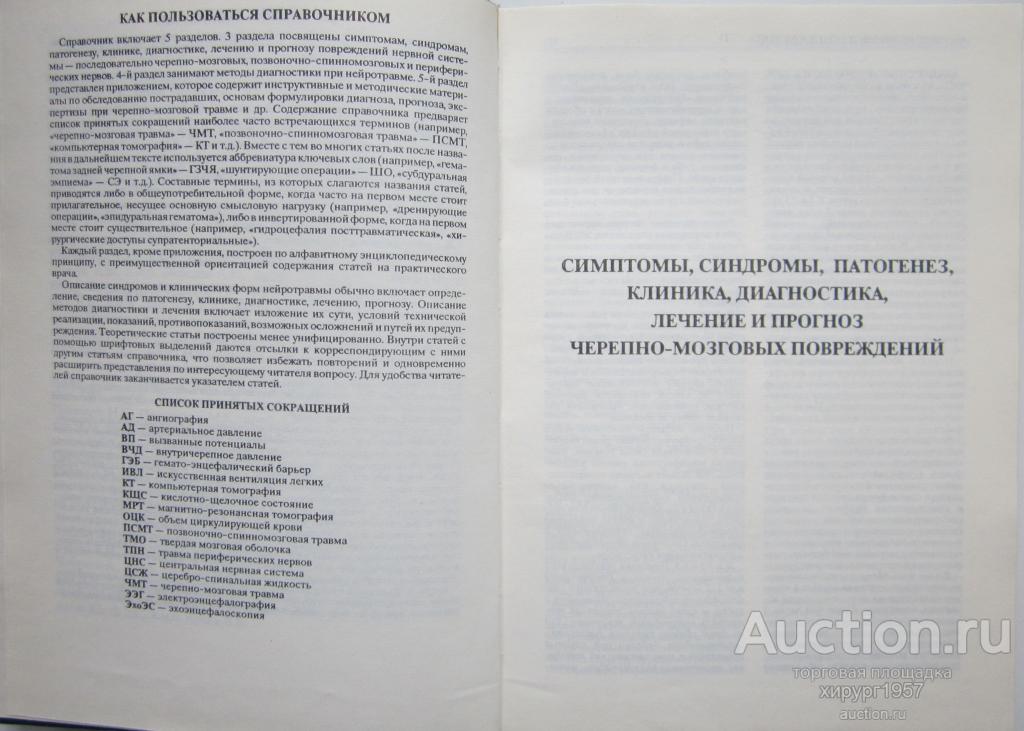 КАК ПОЛЬЗОВАТЬСЯ СПРАВОЧНИКОМ
Справочник включает 5 разделов. 3 раздела посвящены симптомам, синдромам,
патогенезу, клинике, диагностике, лечению и прогнозу повреждений нервной систе-
мы — последовательно черепно-мозговых, позвоночно-спинномозговых и перифери-
ческих нервов. 4-й раздел занимают методы диагностики при нейротравме. 5-й раздел
представлен приложением, которое содержит инструктивные и методические матери-
алы по обследованию пострадавших, основам формулировки диагноза, прогноза, экс-
пертизы при черепно-мозговой травме и др. Содержание справочника предваряет
список принятых сокращений наиболее часто встречающихся терминов (например,
«черепно-мозговая травма» — ЧМТ, «позвоночно-спинномозговая травма» — ПСМТ,
«компьютерная томография» — КТ и т.д.). Вместе с тем во многих статьях после назва-
ния в дальнейшем тексте используется аббревиатура ключевых слов (например, «гема-
тома задней черепной ямки» — ГЗЧЯ, «шунтирующие операции» — ШО, «субдуральная
эмпиема» — СЭ и т.д.). Составные термины, из которых слагаются названия статей,
приводятся либо в общеупотребительной форме, когда часто на первом месте стоит
прилагательное, несущее основную смысловую нагрузку (например, «дренирующие
операции», «эпидуральная гематома»), либо в инвертированной форме, когда на первом
месте стоит существительное (например, «гидроцефалия посттравматическая», «хи-
рургические доступы супратенториальные»).
Каждый раздел, кроме приложения, построен по алфавитному энциклопедическому
принципу, с преимущественной ориентацией содержания статей на практического
врача.
Описание синдромов и клинических форм нейротравмы обычно включает опреде-
ление, сведения по патогенезу, клинике, диагностике, лечению, прогнозу. Описание
методов диагностики и лечения включает изложение их сути, условий технической
реализации, показаний, противопоказаний, возможных осложнений и путей их предуп-
реждения. Теоретические статьи построены менее унифицированно. Внутри статей с
помощью шрифтовых выделений даются отсылки к корреспондирующим с ними
другим статьям справочника, что позволяет избежать повторений и одновременно
расширить представления по интересующему читателя вопросу. Для удобства читате-
лей справочник заканчивается указателем статей.
СПИСОК ПРИНЯТЫХ СОКРАЩЕНИЙ
АГ — ангиография
АД — артериальное давление
ВП — вызванные потенциалы
ВЧД — внутричерепное давление
ГЭБ — гемато-энцефалический барьер
ИВЛ — искусственная вентиляция легких
КТ — компьютерная томография
КЩС — кислотно-щелочное состояние
МРТ — магнитно-резонансная томография
ОЦК — объем циркулирующей крови
ПСМТ — позвоночно-спинномозговая травма
ТМО — твердая мозговая оболочка
ТПН — травма периферических нервов
ЦНС — центральная нервная система
ЦСЖ — церебро-спинальная жидкость
ЧМТ — черепно-мозговая травма
ЭЭГ — электроэнцефалография
ЭхоЭС — эхоэнцефалоскопия
СИМПТОМЫ, СИНДРОМЫ, ПАТОГЕНЕЗ,
КЛИНИКА, ДИАГНОСТИКА,
ЛЕЧЕНИЕ И ПРОГНОЗ
ЧЕРЕПНО-МОЗГОВЫХ ПОВРЕЖДЕНИЙ
Auction.ru
торговая площадка
хирург1957
auction.ru